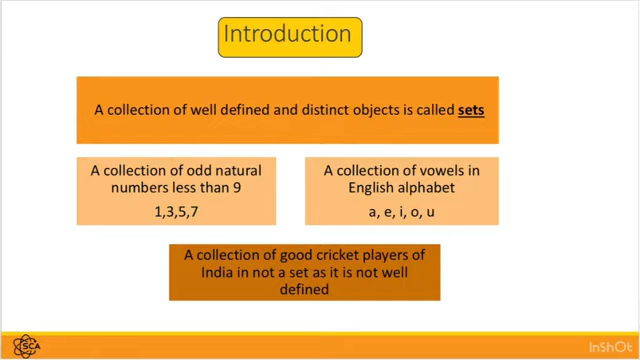 Introduction
A collection of well defined and distinct objects is called sets
A collection of odd natural
numbers less than 9
1,3,5,7
A collection of vowels in
English alphabet
a, e, i, o, u
A collection of good cricket players of
India in not a set as it is not well
defined
SCA
InShOt